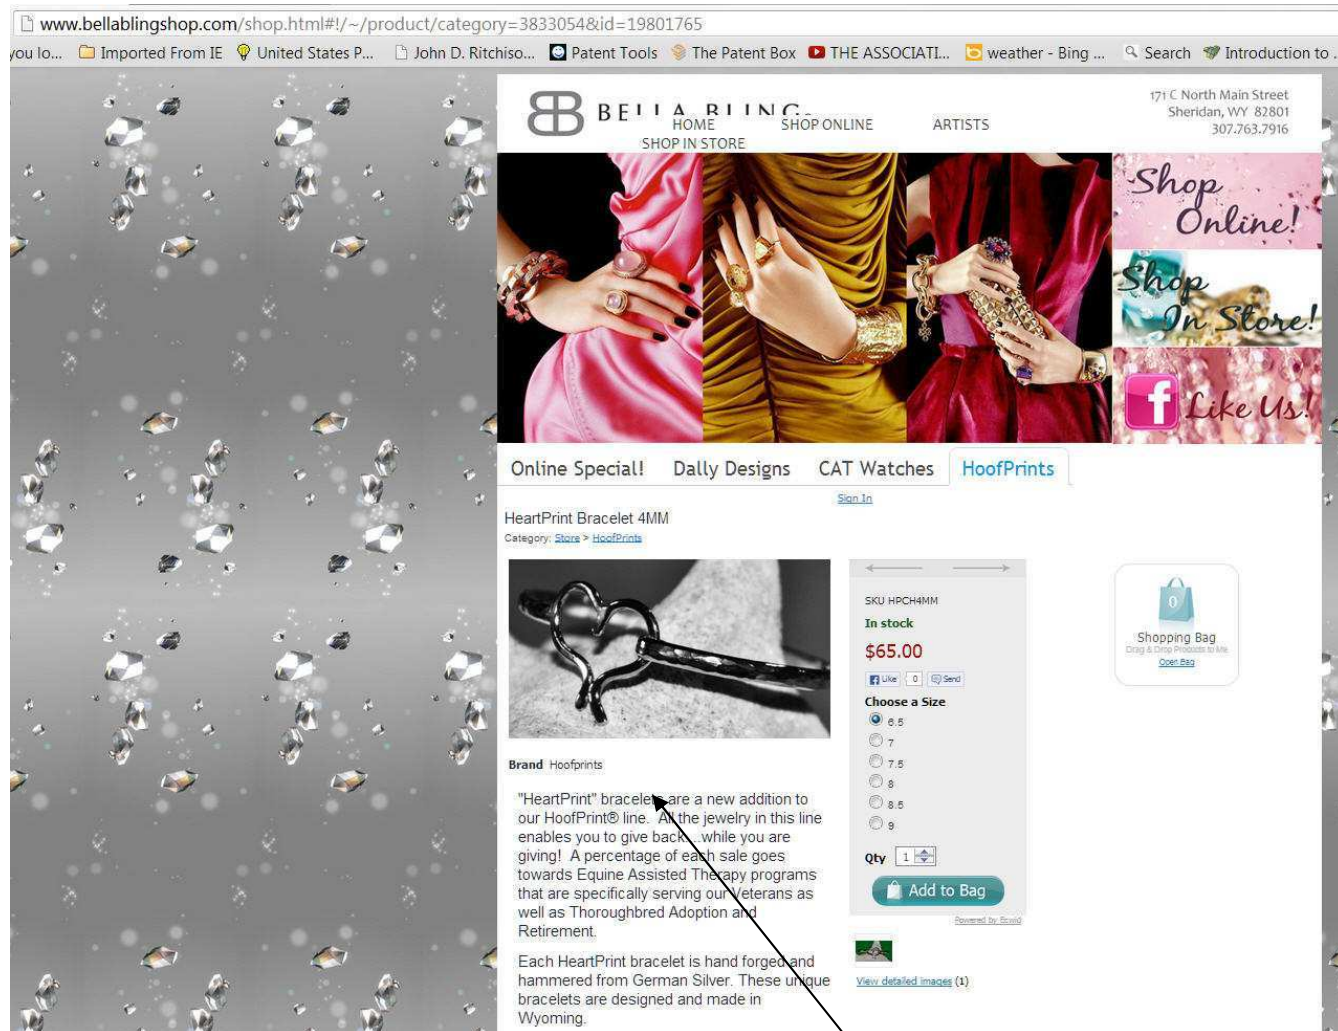 www.bellablingshop.com/shop.html#!/~/product/category=3833054&id=19801765
you lo... Imported From IE United States P... John D. Ritchiso... Patent Tools The Patent Box THE ASSOCIATI... weather - Bing ... Search Introduction to ...
BB BELLA BLING
171 C North Main Street
Sheridan, WY 82801
307.763.7916
HOME SHOP ONLINE ARTISTS
SHOP IN STORE
Shop
Online!
Shop
In Store!
f Like Us!
Online Special! Dally Designs CAT Watches HoofPrints
Sign In
HeartPrint Bracelet 4MM
Category: Store > HoofPrints
SKU HPCH4MM
In stock
$65.00
Like 0 Send
Choose a Size
6.5
7
7.5
8
8.5
9
Qty 1
Add to Bag
Powered by Ecwid
View detailed images (1)
0
Shopping Bag
Drag & Drop Products to Me
Open Bag
Brand Hoofprints
"HeartPrint" bracelets are a new addition to
our HoofPrint® line. All the jewelry in this line
enables you to give back....while you are
giving! A percentage of each sale goes
towards Equine Assisted Therapy programs
that are specifically serving our Veterans as
well as Thoroughbred Adoption and
Retirement.
Each HeartPrint bracelet is hand forged and
hammered from German Silver. These unique
bracelets are designed and made in
Wyoming.